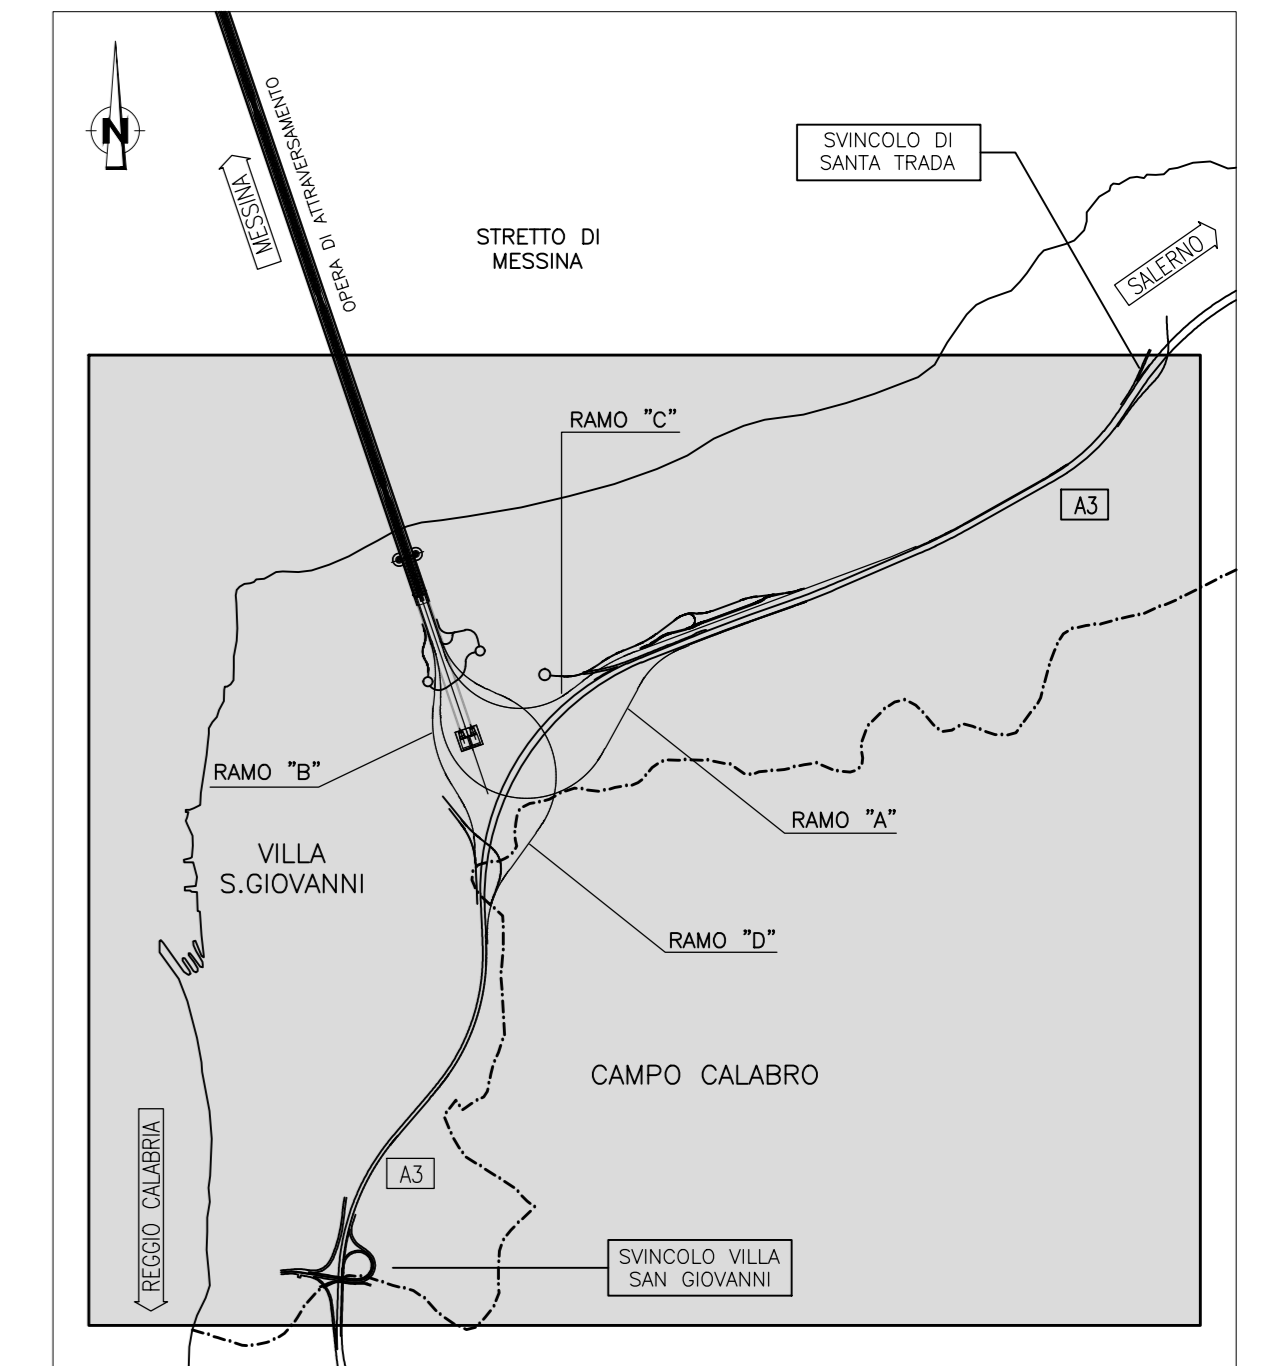 N
OPERA DI ATTRAVERSAMENTO
MESSINA
STRETTO DI
MESSINA
SVINCOLO DI
SANTA TRADA
SALERNO
RAMO "C"
A3
RAMO "B"
RAMO "A"
VILLA
S.GIOVANNI
RAMO "D"
CAMPO CALABRO
REGGIO CALABRIA
A3
SVINCOLO VILLA
SAN GIOVANNI